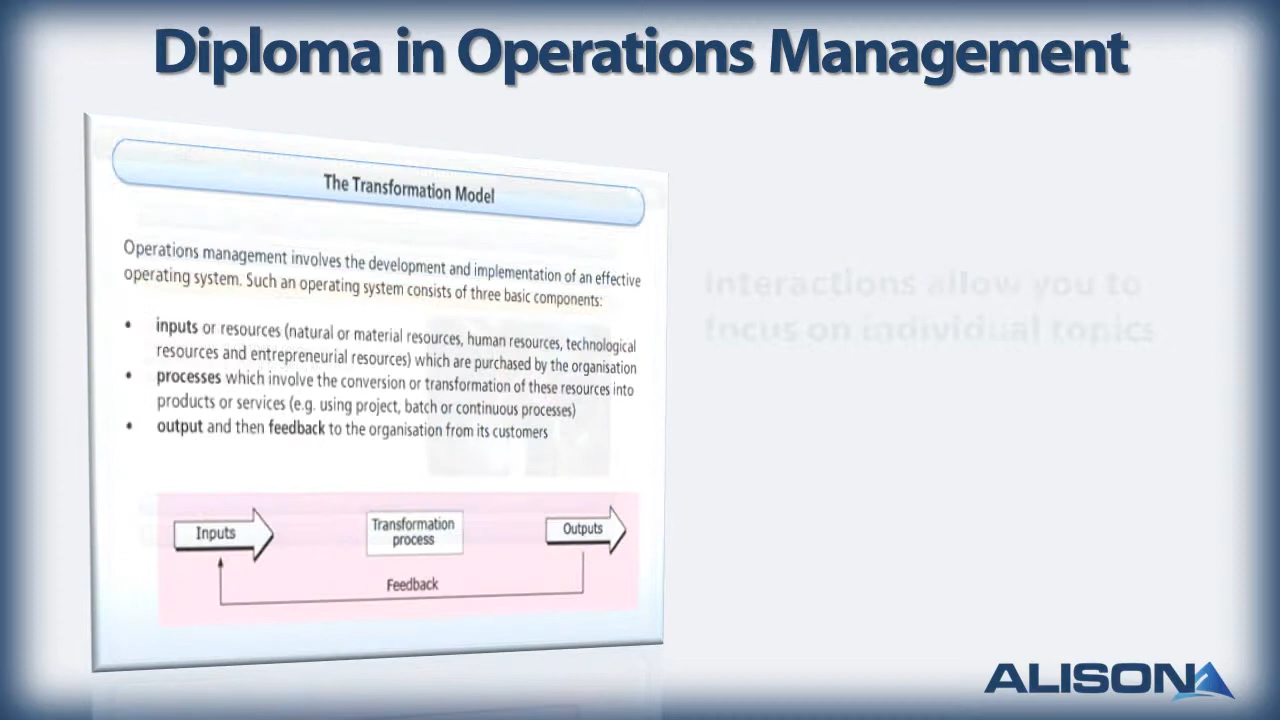 Diploma in Operations Management
The Transformation Model
Operations management involves the development and implementation of an effective
operating system. Such an operating system consists of three basic components:
• inputs or resources (natural or material resources, human resources, technological
resources and entrepreneurial resources) which are purchased by the organisation
• processes which involve the conversion or transformation of these resources into
products or services (e.g. using project, batch or continuous processes)
• output and then feedback to the organisation from its customers
Inputs
Transformation
process
Outputs
Feedback
Interactions allow you to
focus on individual topics
ALISON